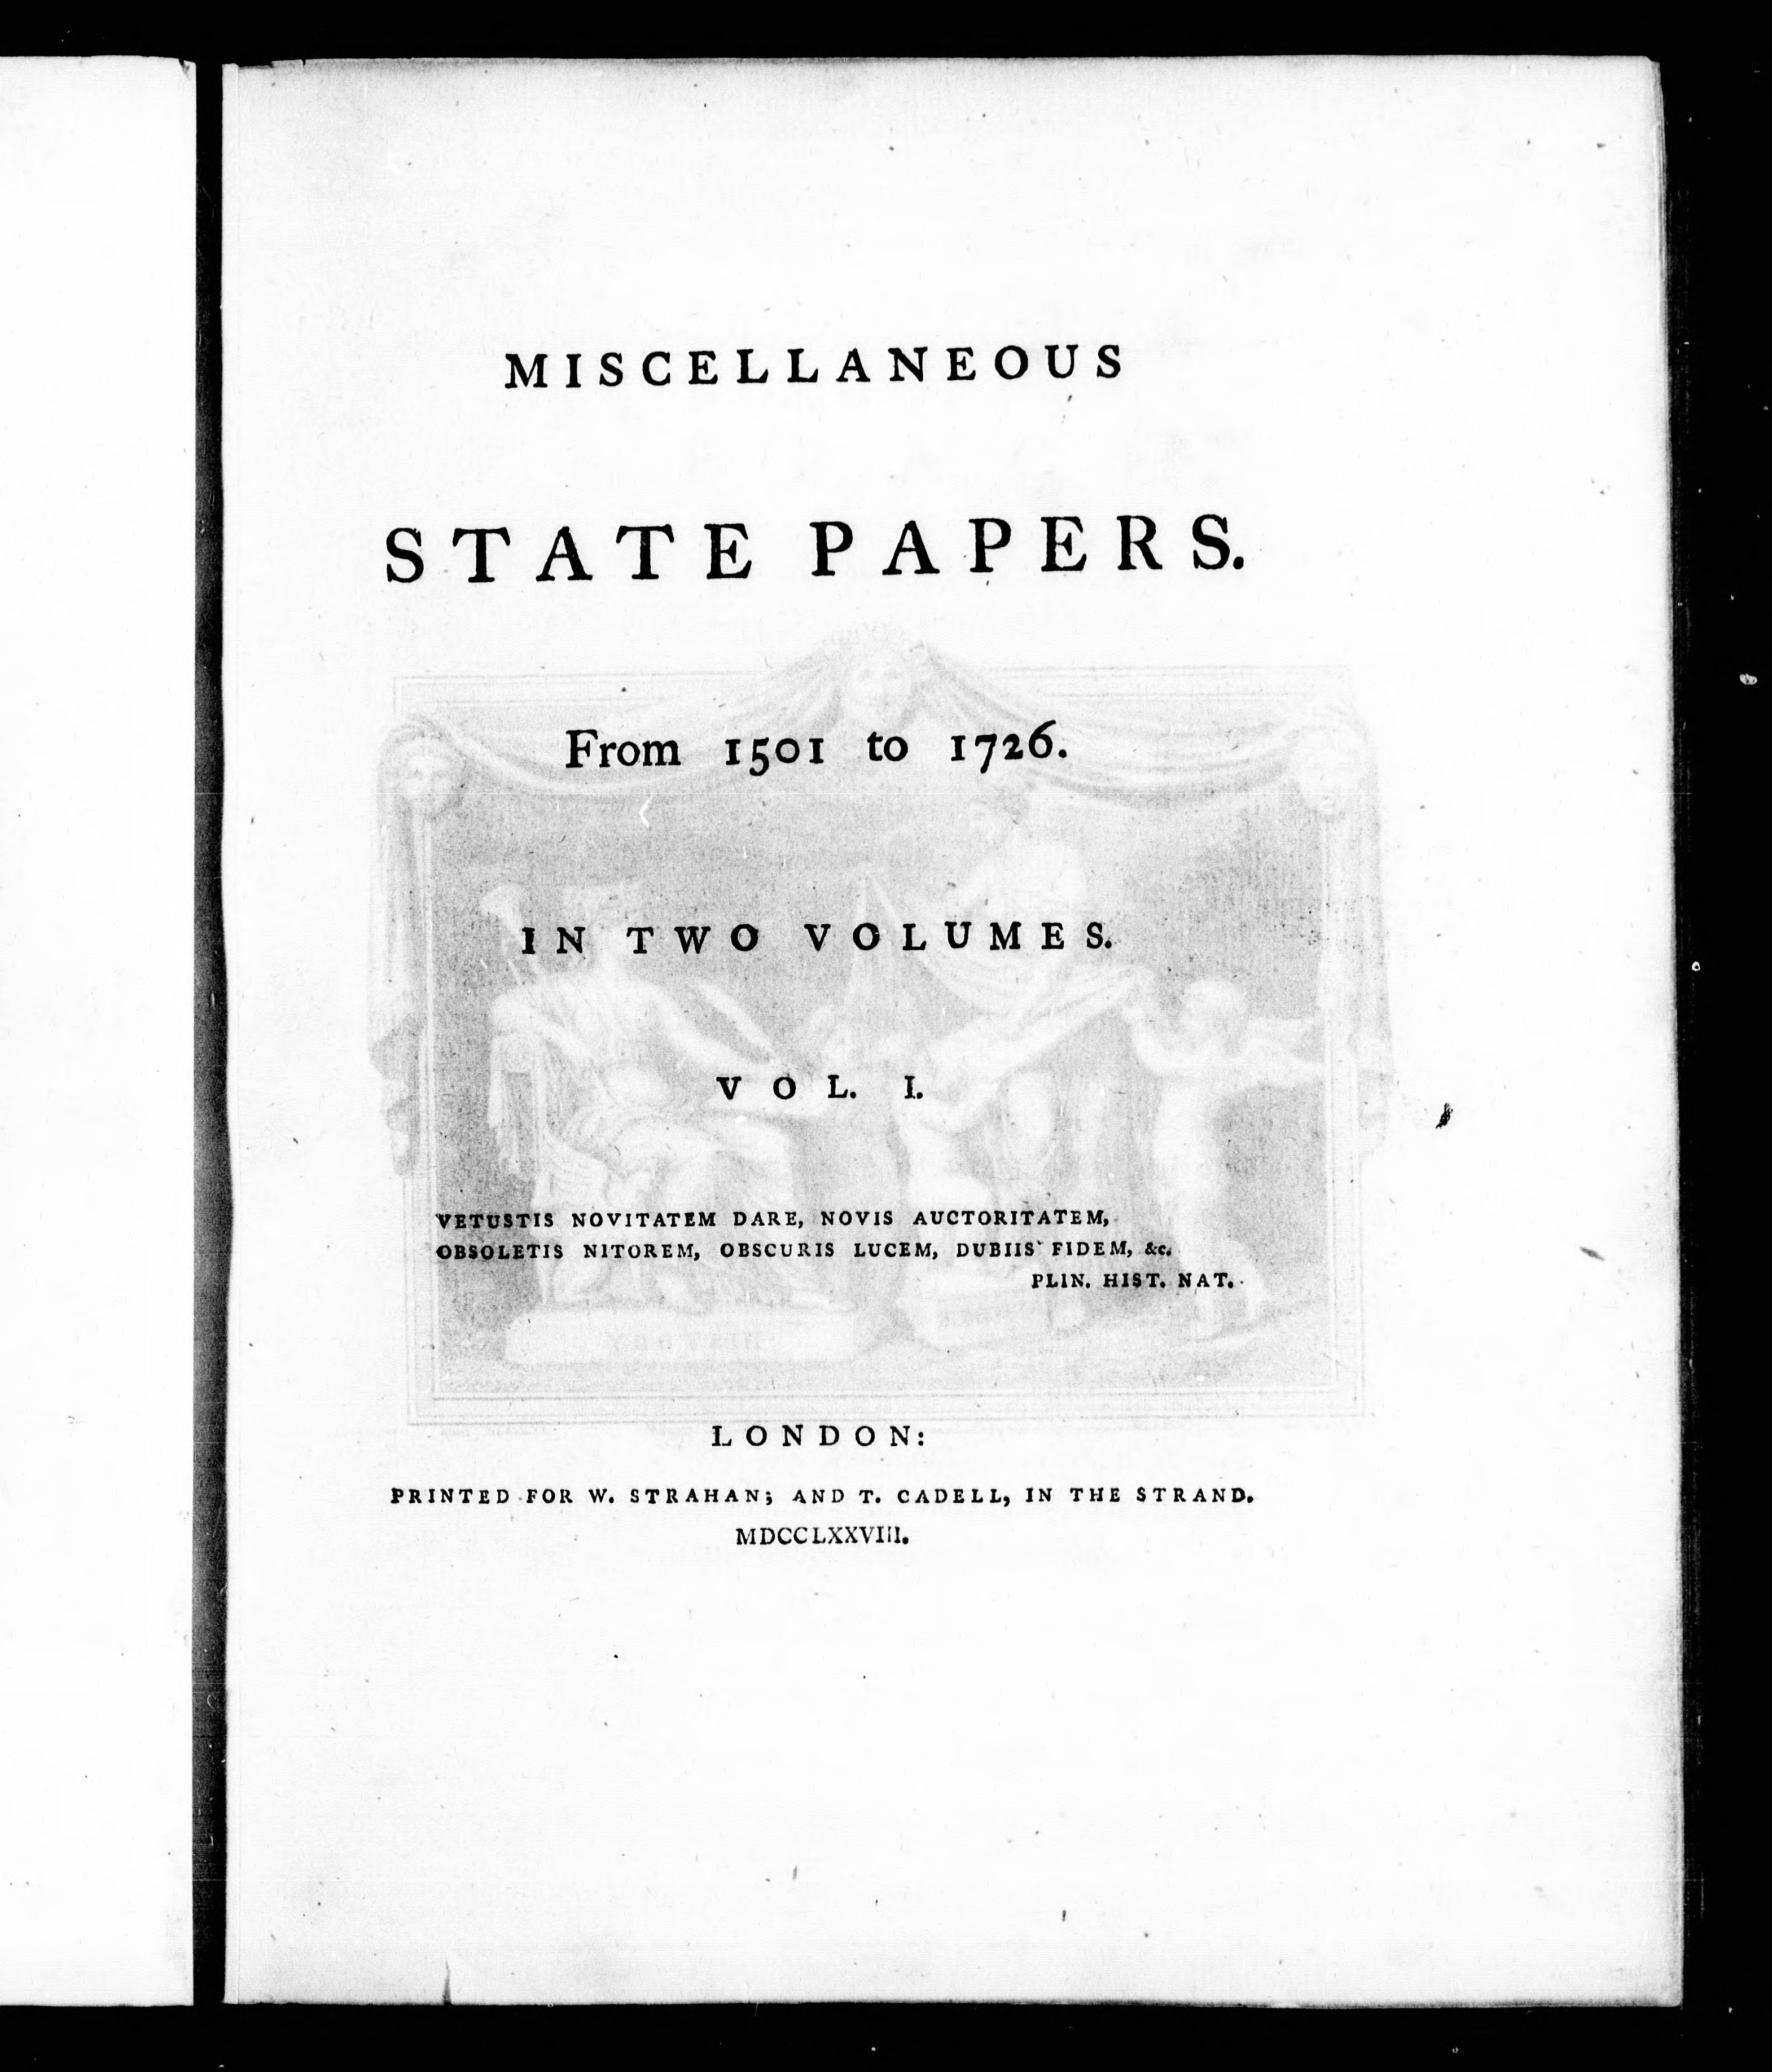 MISCELLANEOUS
STATE PAPERS.
From 1501 to 1726.
IN TWO VOLUMES.
VOL. I.
VETUSTIS NOVITATEM DARE, NOVIS AUCTORITATEM,
OBSOLETIS NITOREM, OBSCURIS LUCEM, DUBIIS FIDEM, &c.
PLIN. HIST. NAT.
LONDON:
PRINTED FOR W. STRAHAN; AND T. CADELL, IN THE STRAND.
MDCCLXXVIII.